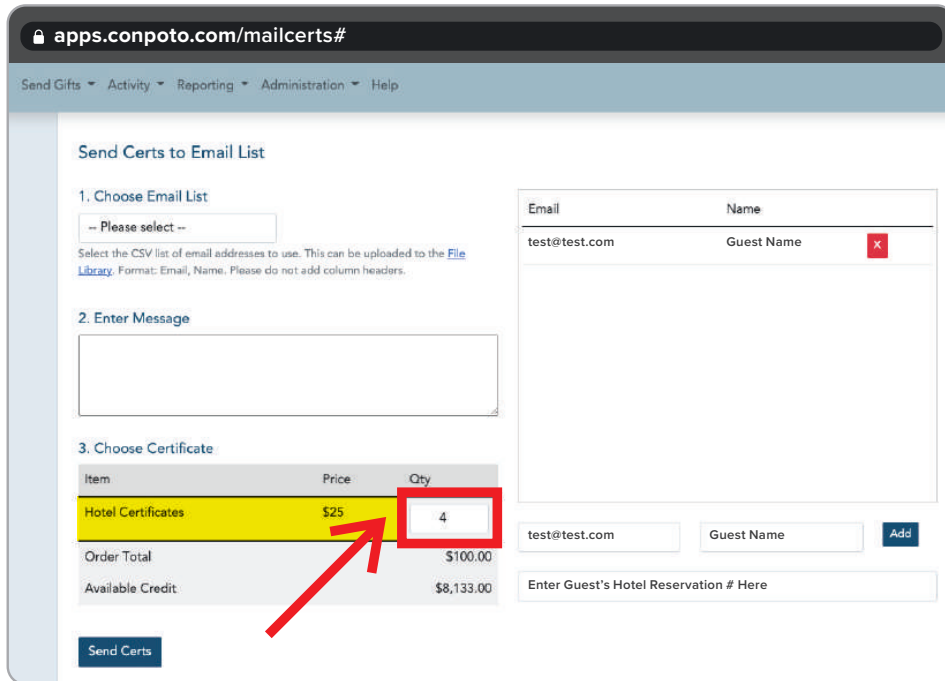 apps.conpoto.com/mailcerts#
Send Gifts Activity Reporting Administration Help
Send Certs to Email List
1. Choose Email List
-- Please select --
Select the CSV list of email addresses to use. This can be uploaded to the File
Library. Format: Email, Name. Please do not add column headers.
2. Enter Message
3. Choose Certificate
Item Price Qty
Hotel Certificates $25 4
Order Total $100.00
Available Credit $8,133.00
Send Certs
Email Name
test@test.com Guest Name X
test@test.com Guest Name Add
Enter Guest's Hotel Reservation # Here